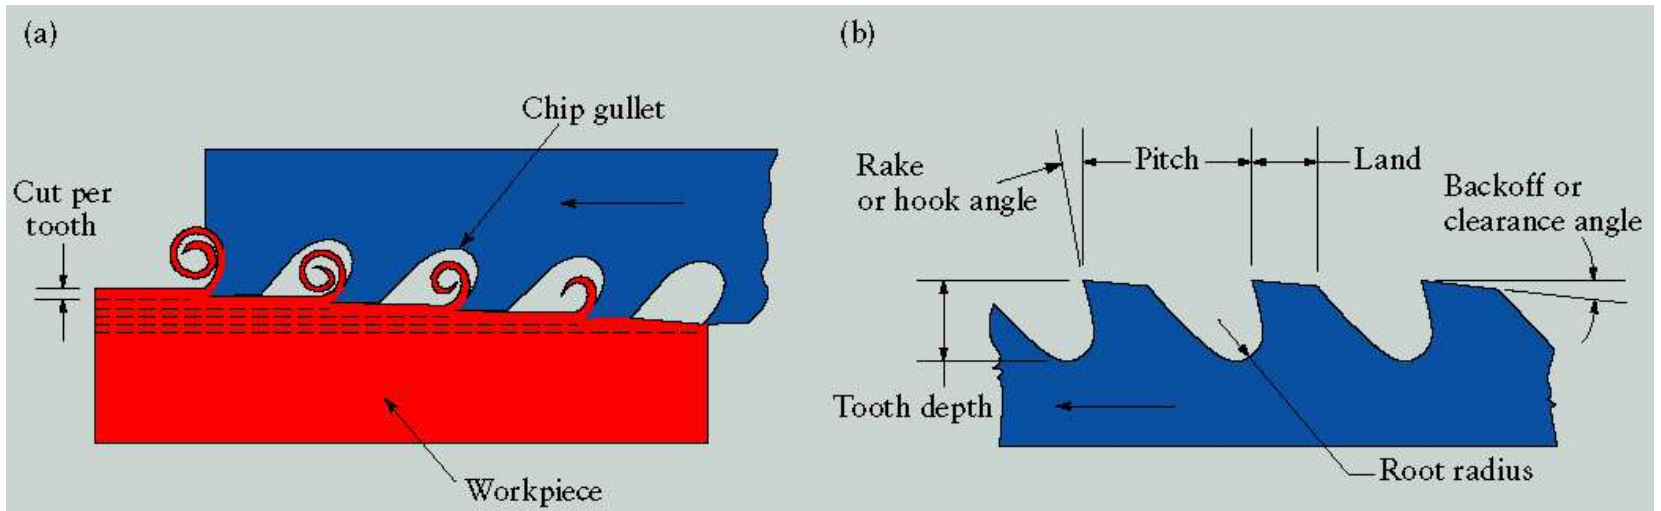 (a)
Chip gullet
Cut per
tooth
Workpiece
(b)
Rake
or hook angle
Pitch
Land
Backoff or
clearance angle
Tooth depth
Root radius